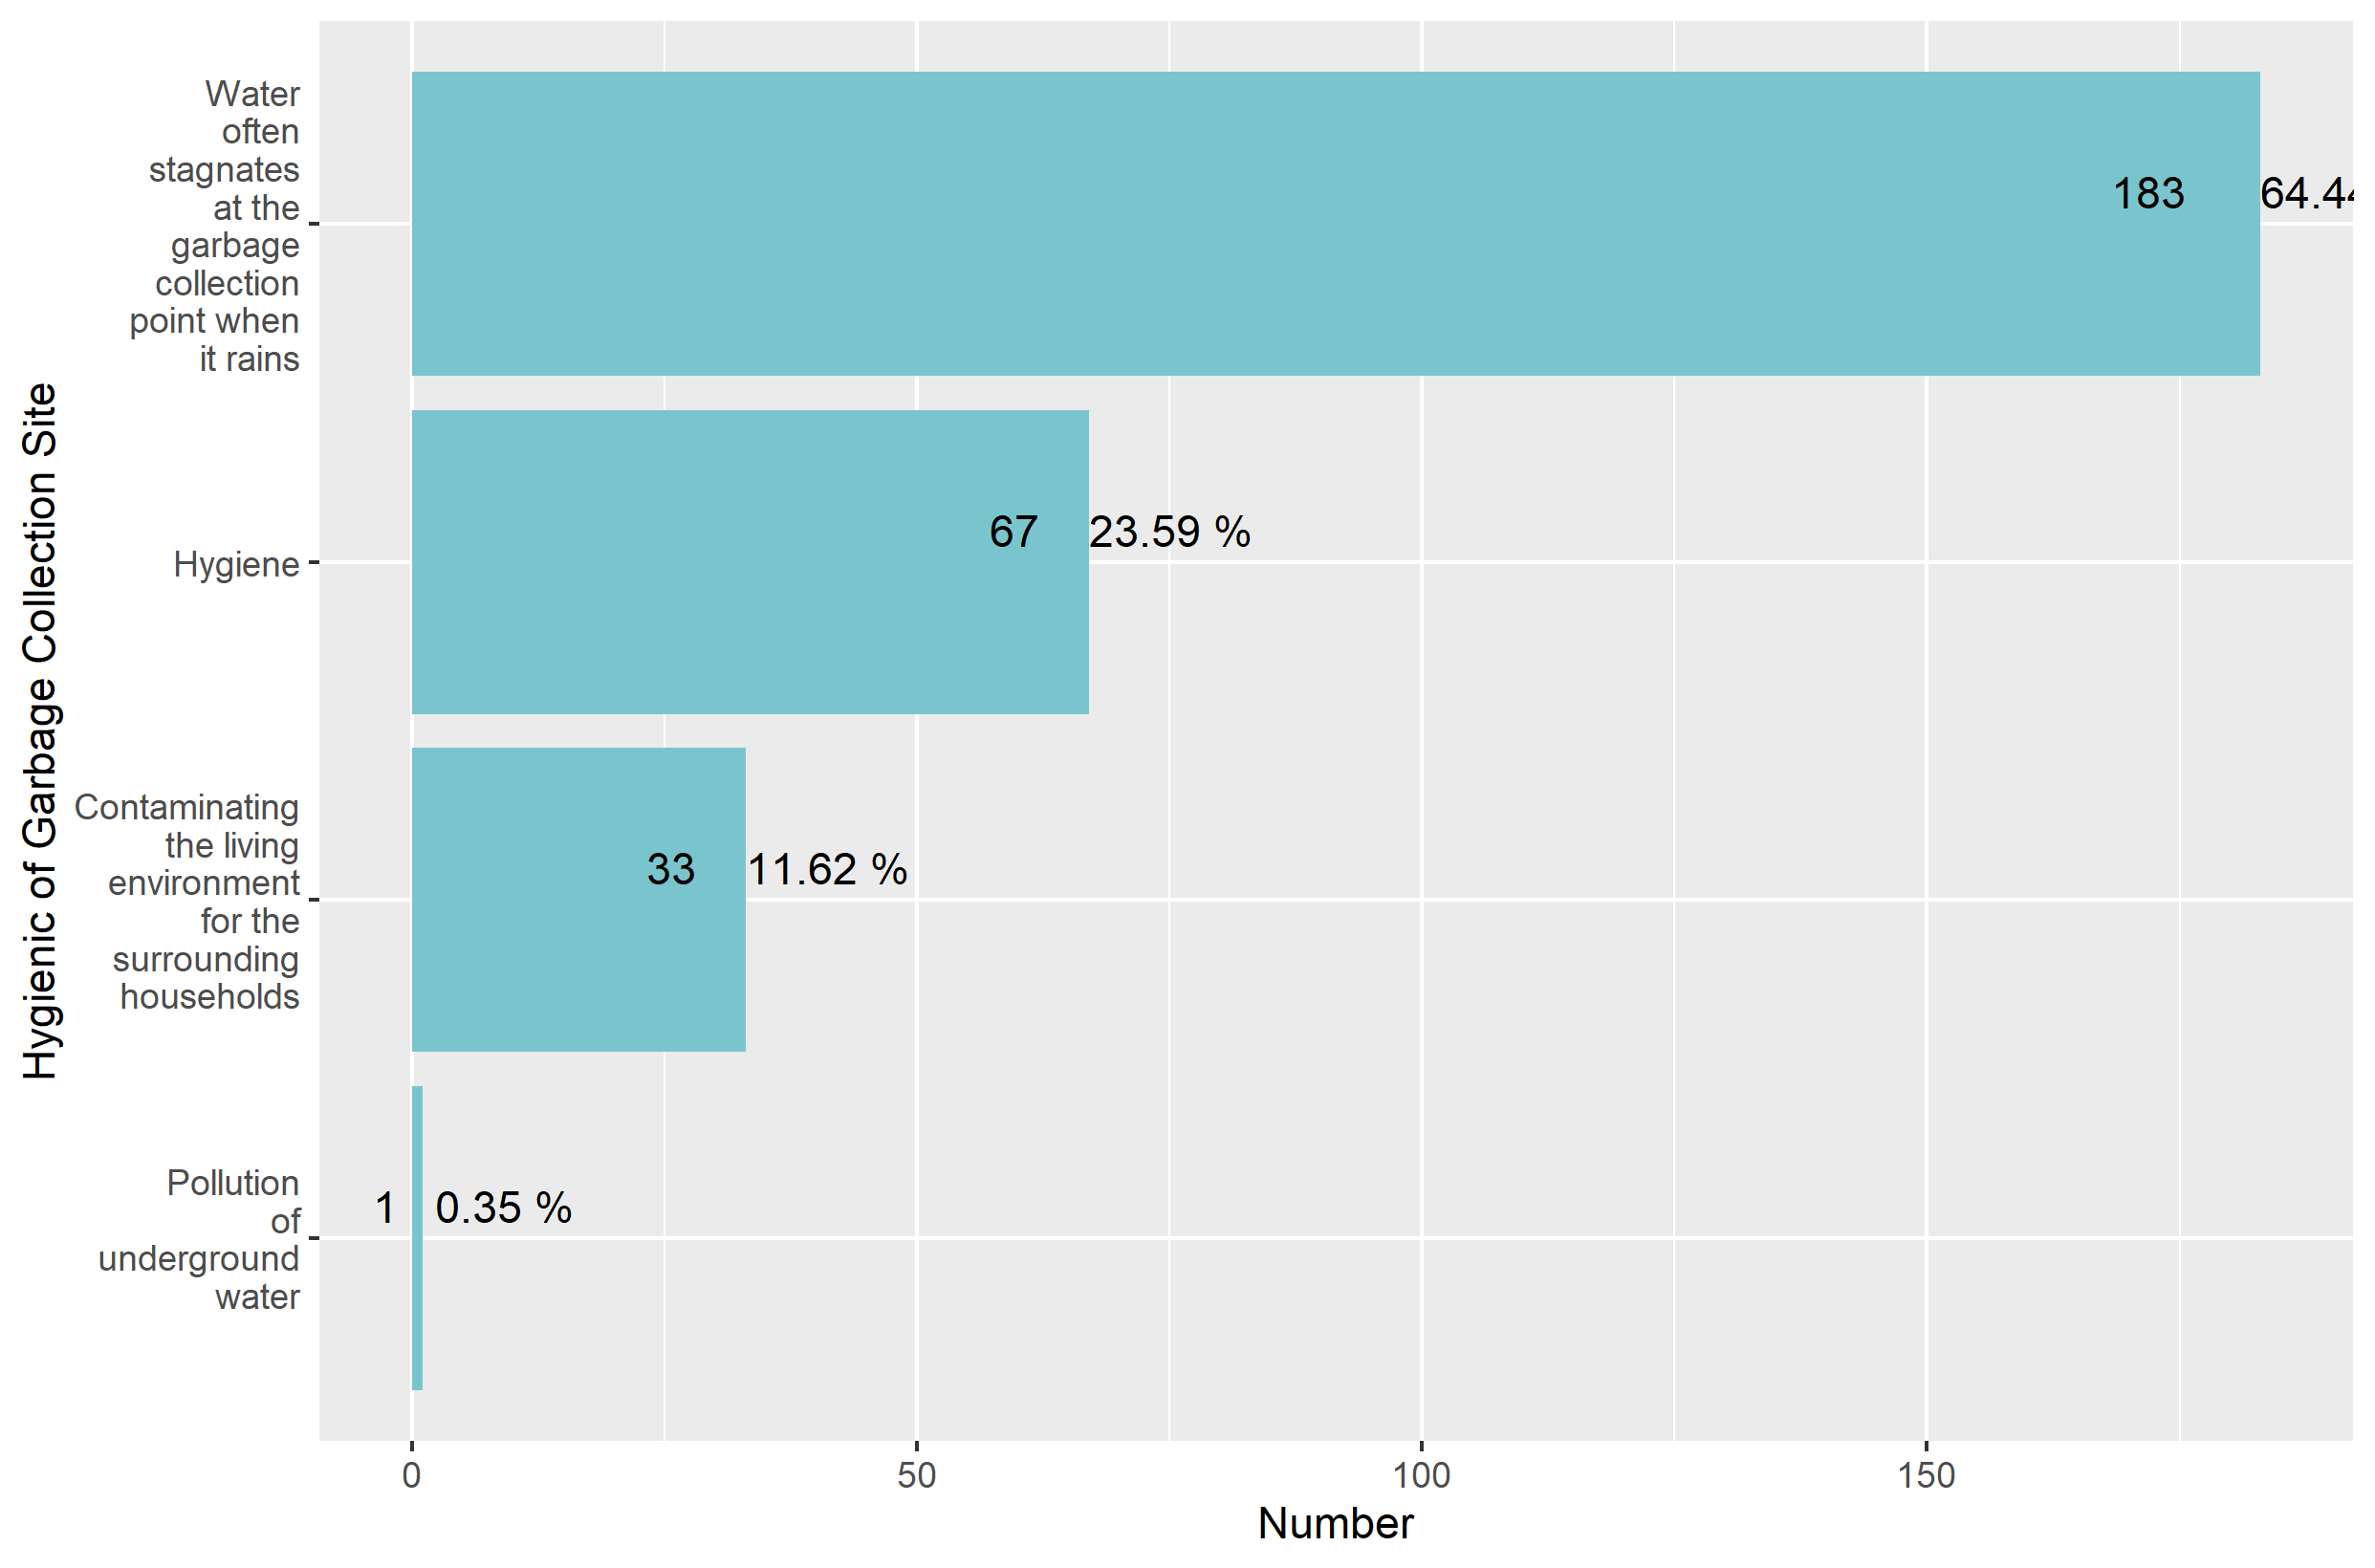 Water
often
stagnates
at the
garbage
collection
point when
it rains
183
64.44
Hygiene
67
23.59 %
Contaminating
the living
environment
for the
surrounding
households
33
11.62 %
Pollution
of
underground
water
1
0.35 %
Hygienic of Garbage Collection Site
0
50
100
150
Number